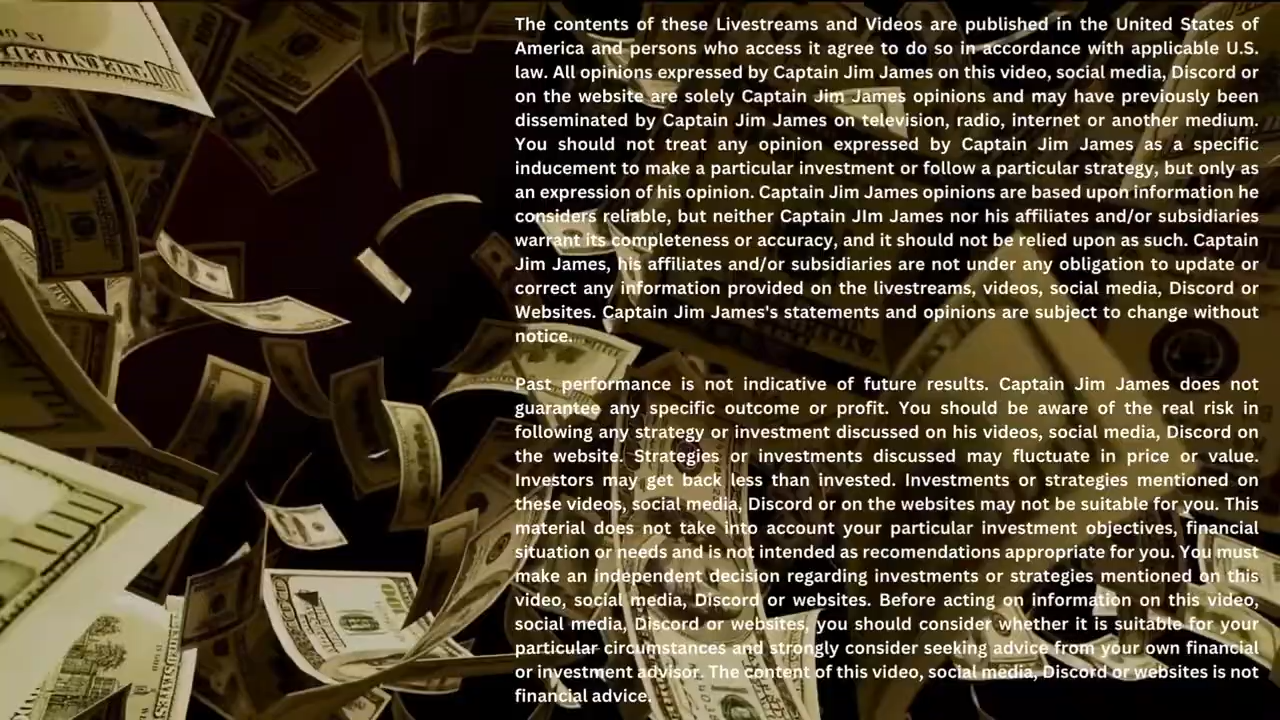 The contents of these Livestreams and Videos are published in the United States of
America and persons who access it agree to do so in accordance with applicable U.S.
law. All opinions expressed by Captain Jim James on this video, social media, Discord or
on the website are solely Captain Jim James opinions and may have previously been
disseminated by Captain Jim James on television, radio, internet or another medium.
You should not treat any opinion expressed by Captain Jim James as a specific
inducement to make a particular investment or follow a particular strategy, but only as
an expression of his opinion. Captain Jim James opinions are based upon information he
considers reliable, but neither Captain JIm James nor his affiliates and/or subsidiaries
warrant its completeness or accuracy, and it should not be relied upon as such. Captain
Jim James, his affiliates and/or subsidiaries are not under any obligation to update or
correct any information provided on the livestreams, videos, social media, Discord or
Websites. Captain Jim James's statements and opinions are subject to change without
notice.
Past performance is not indicative of future results. Captain Jim James does not
guarantee any specific outcome or profit. You should be aware of the real risk in
following any strategy or investment discussed on his videos, social media, Discord on
the website. Strategies or investments discussed may fluctuate in price or value.
Investors may get back less than invested. Investments or strategies mentioned on
these videos, social media, Discord or on the websites may not be suitable for you. This
material does not take into account your particular investment objectives, financial
situation or needs and is not intended as recomendations appropriate for you. You must
make an independent decision regarding investments or strategies mentioned on this
video, social media, Discord or websites. Before acting on information on this video,
social media, Discord or websites, you should consider whether it is suitable for your
particular circumstances and strongly consider seeking advice from your own financial
or investment advisor. The content of this video, social media, Discord or websites is not
financial advice.